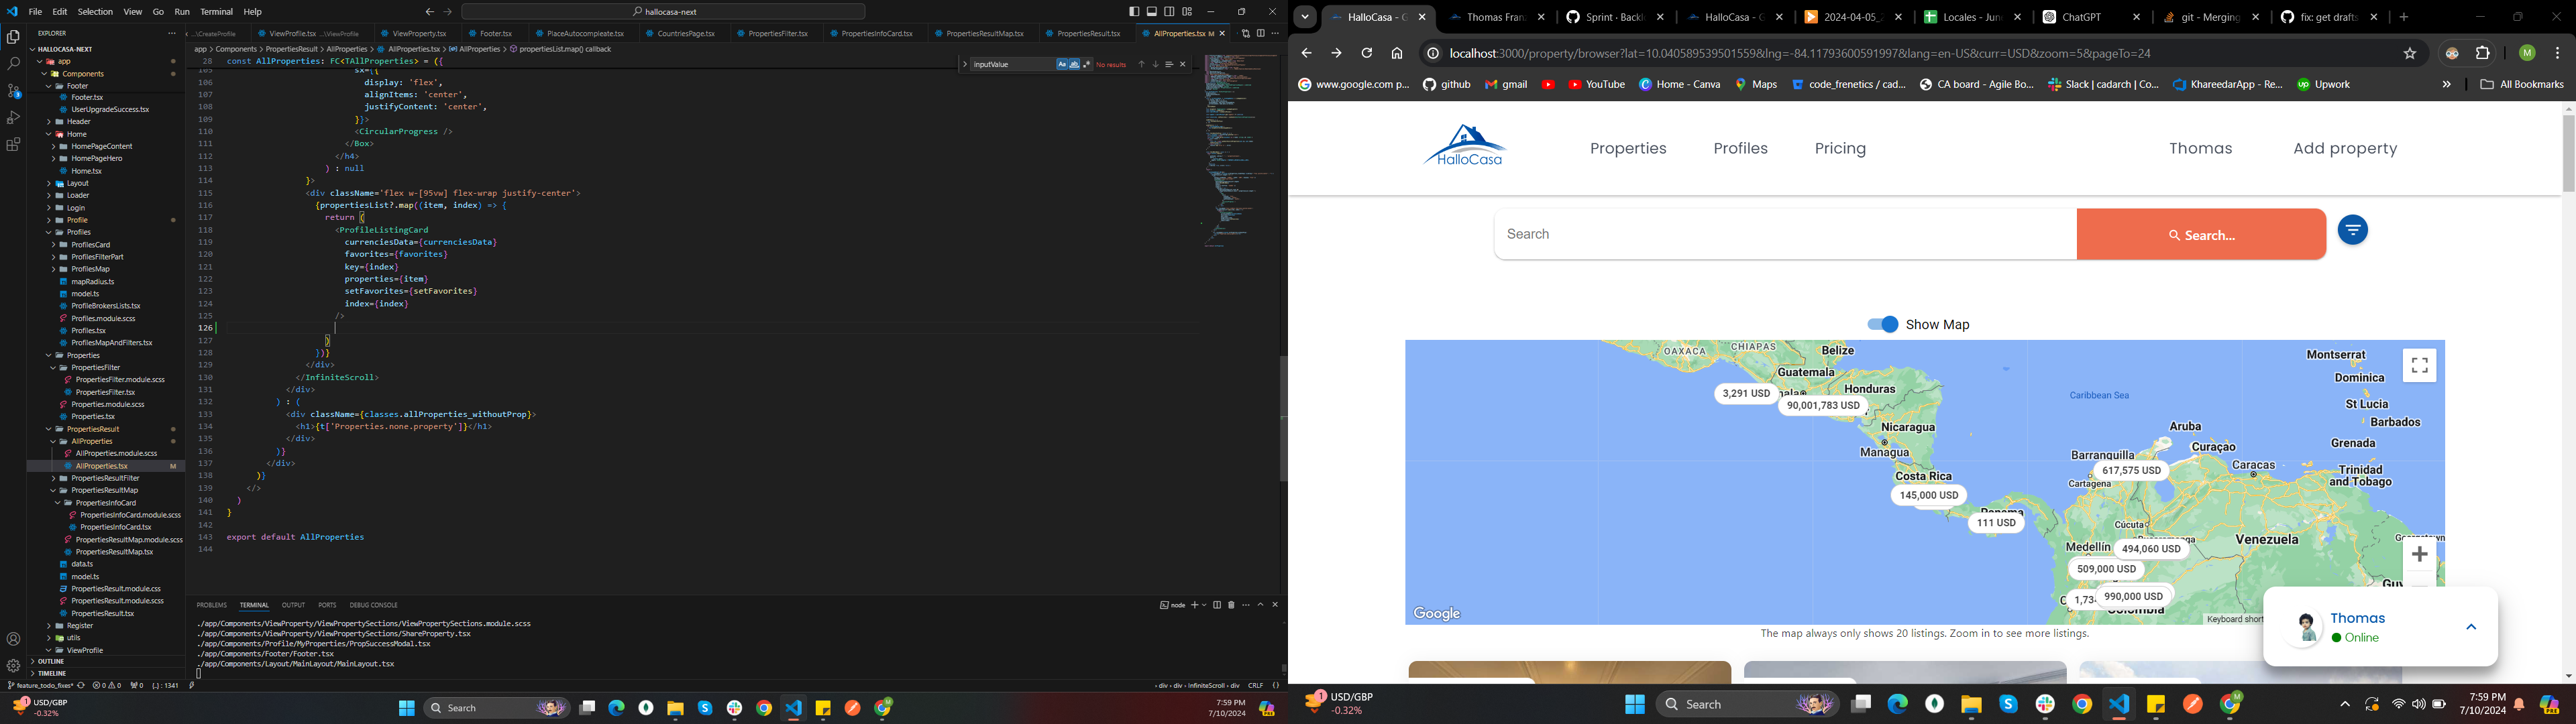 File Edit Selection View Go Run Terminal Help
hallocasa-next
EXPLORER
HALLOCASA-NEXT
app
Components
Footer
Footer.tsx
UserUpgradeSuccess.tsx
Header
Home
HomePageContent
HomePageHero
Home.tsx
Layout
Loader
Login
Profile
Profiles
ProfilesCard
ProfilesFilterPart
ProfilesMap
mapRadius.ts
model.ts
ProfileBrokersLists.tsx
Profiles.module.scss
Profiles.tsx
ProfilesMapAndFilters.tsx
Properties
PropertiesFilter
PropertiesFilter.module.scss
PropertiesFilter.tsx
Properties.module.scss
Properties.tsx
PropertiesResult
AllProperties
AllProperties.module.scss
AllProperties.tsx M
PropertiesResultFilter
PropertiesResultMap
PropertiesInfoCard
PropertiesInfoCard.module.scss
PropertiesInfoCard.tsx
PropertiesResultMap.module.scss
PropertiesResultMap.tsx
data.ts
model.ts
PropertiesResult.module.css
PropertiesResult.module.scss
PropertiesResult.tsx
Register
utils
ViewProfile
OUTLINE
TIMELINE
...\CreateProfile ViewProfile.tsx ...\ViewProfile ViewProperty.tsx Footer.tsx PlaceAutocomplete.tsx CountriesPage.tsx PropertiesFilter.tsx PropertiesInfoCard.tsx PropertiesResultMap.tsx PropertiesResult.tsx AllProperties.tsx M
app > Components > PropertiesResult > AllProperties > AllProperties.tsx > AllProperties > propertiesList.map() callback
inputValue Aa ab No results
28 const AllProperties: FC<TAllProperties> = ({
105 sx={{
106 display: 'flex',
107 alignItems: 'center',
108 justifyContent: 'center',
109 }}>
110 <CircularProgress />
111 </Box>
112 </h4>
113 ) : null
114 }>
115 <div className='flex w-[95vw] flex-wrap justify-center'>
116 {propertiesList?.map((item, index) => {
117 return (
118 <ProfileListingCard
119 currenciesData={currenciesData}
120 favorites={favorites}
121 key={index}
122 properties={item}
123 setFavorites={setFavorites}
124 index={index}
125 />
126
127 )
128 })}
129 </div>
130 </InfiniteScroll>
131 </div>
132 ) : (
133 <div className={classes.allProperties_withoutProp}>
134 <h1>{t['Properties.none.property']}</h1>
135 </div>
136 )}
137 </div>
138 )}
139 </>
140 )
141 }
142
143 export default AllProperties
144
PROBLEMS TERMINAL OUTPUT PORTS DEBUG CONSOLE
node
./app/Components/ViewProperty/ViewPropertySections/ViewPropertySections.module.scss
./app/Components/ViewProperty/ViewPropertySections/ShareProperty.tsx
./app/Components/Profile/MyProperties/PropSuccessModal.tsx
./app/Components/Footer/Footer.tsx
./app/Components/Layout/MainLayout/MainLayout.tsx
feature_todo_fixes* 0 0 0 {..} : 1341
div › div › InfiniteScroll › div CRLF
USD/GBP
-0.32%
Search
7:59 PM
7/10/2024
HalloCasa - G Thomas Fran Sprint · Back HalloCasa - G 2024-04-05_ Locales - Jun ChatGPT git - Merging fix: get drafts
localhost:3000/property/browser?lat=10.040589539501559&lng=-84.11793600591997&lang=en-US&curr=USD&zoom=5&pageTo=24
M
www.google.com p... github gmail YouTube Home - Canva Maps code_frenetics / cad... CA board - Agile Bo... Slack | cadarch | Co... KhareedarApp - Re... Upwork All Bookmarks
HalloCasa
Properties Profiles Pricing Thomas Add property
Search
Search...
Show Map
OAXACA
CHIAPAS
Belize
Guatemala
Honduras
3,291 USD
90,001,783 USD
Nicaragua
Managua
Costa Rica
145,000 USD
Panama
111 USD
Caribbean Sea
Montserrat
Dominica
St Lucia
Barbados
Grenada
Aruba
Curaçao
Barranquilla
617,575 USD
Cartagena
Caracas
Trinidad
and Tobago
Cúcuta
Medellín
494,060 USD
Venezuela
509,000 USD
990,000 USD
Colombia
Google
Keyboard short
The map always only shows 20 listings. Zoom in to see more listings.
Thomas
Online
1
USD/GBP
-0.32%
Search
7:59 PM
7/10/2024